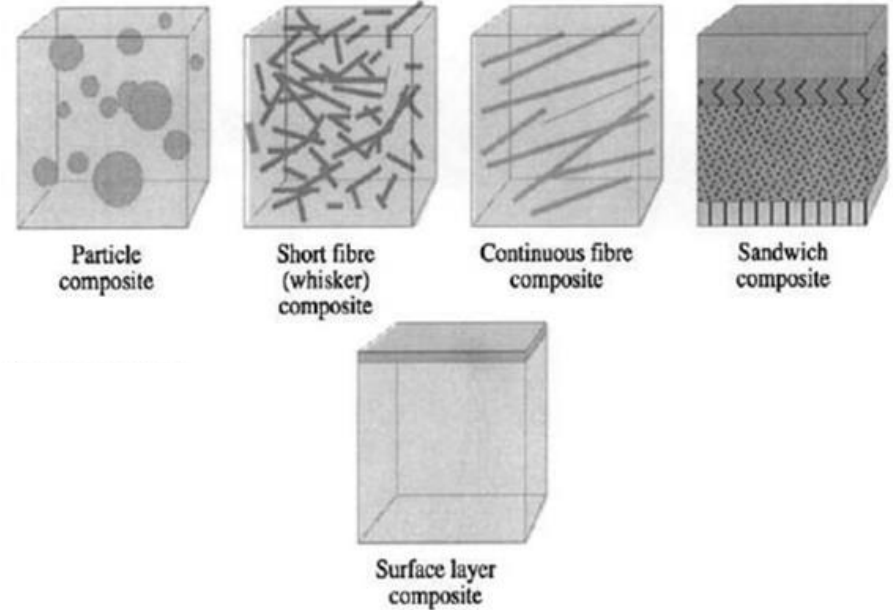 Particle
composite
Short fibre
(whisker)
composite
Continuous fibre
composite
Sandwich
composite
Surface layer
composite